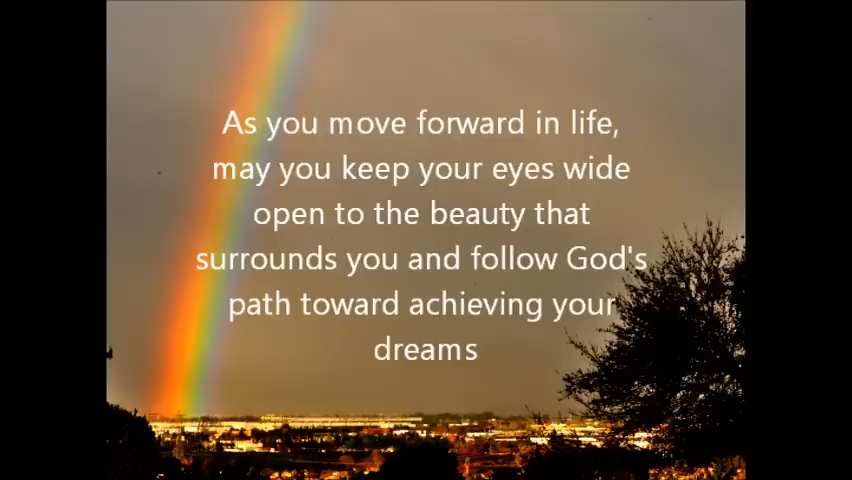 As you move forward in life,
may you keep your eyes wide
open to the beauty that
surrounds you and follow God's
path toward achieving your
dreams